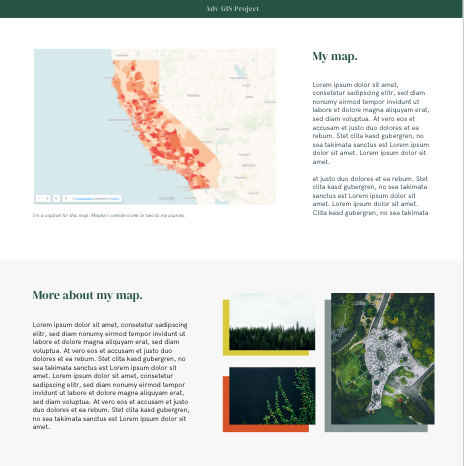 Adv GIS Project
My map.
Lorem ipsum dolor sit amet,
consetetur sadipscing elitr, sed diam
nonumy eirmod tempor invidunt ut
labore et dolore magna aliquyam erat,
sed diam voluptua. At vero eos et
accusam et justo duo dolores et ea
rebum. Stet clita kasd gubergren, no
sea takimata sanctus est Lorem ipsum
dolor sit amet. Lorem ipsum dolor sit
amet.
et justo duo dolores et ea rebum. Stet
clita kasd gubergren, no sea takimata
sanctus est Lorem ipsum dolor sit
amet. Lorem ipsum dolor sit amet.
Clita kasd gubergren, no sea takimata
I'm a caption for this map. Maybe I contain a link or two to my sources.
More about my map.
Lorem ipsum dolor sit amet, consetetur sadipscing
elitr, sed diam nonumy eirmod tempor invidunt ut
labore et dolore magna aliquyam erat, sed diam
voluptua. At vero eos et accusam et justo duo
dolores et ea rebum. Stet clita kasd gubergren, no
sea takimata sanctus est Lorem ipsum dolor sit
amet. Lorem ipsum dolor sit amet, consetetur
sadipscing elitr, sed diam nonumy eirmod tempor
invidunt ut labore et dolore magna aliquyam erat,
sed diam voluptua. At vero eos et accusam et justo
duo dolores et ea rebum. Stet clita kasd gubergren,
no sea takimata sanctus est Lorem ipsum dolor sit
amet.